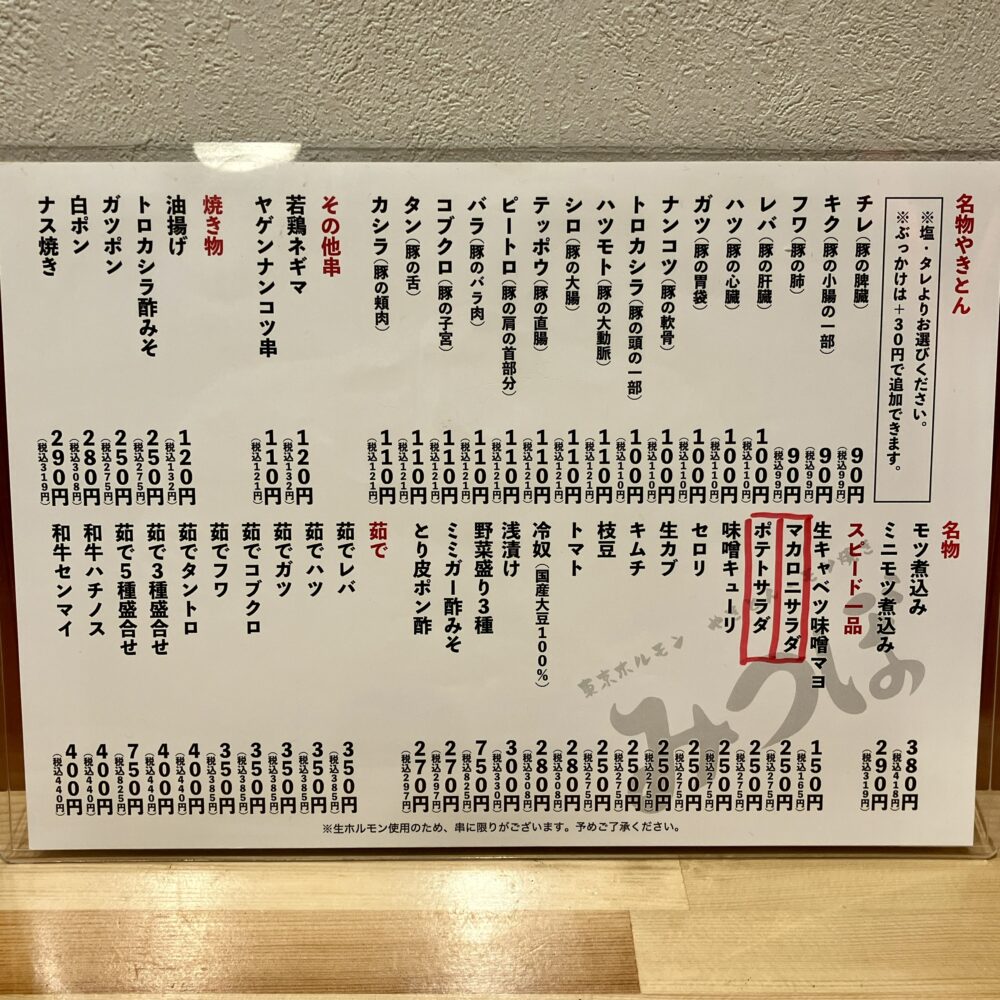 名物やきとん
※塩・タレよりお選びください。
※ぶっかけは+30円で追加できます。
チレ(豚の脾臓) 90円(税込99円)
キク(豚の小腸の一部) 90円(税込99円)
フワ(豚の肺) 90円(税込99円)
レバ(豚の肝臓) 100円(税込110円)
ハツ(豚の心臓) 100円(税込110円)
ガツ(豚の胃袋) 100円(税込110円)
ナンコツ(豚の軟骨) 100円(税込110円)
トロカシラ(豚の頭の一部) 100円(税込110円)
ハツモト(豚の大動脈) 110円(税込121円)
シロ(豚の大腸) 110円(税込121円)
テッポウ(豚の直腸) 110円(税込121円)
ピートロ(豚の肩の首部分) 110円(税込121円)
バラ(豚のバラ肉) 110円(税込121円)
コブクロ(豚の子宮) 110円(税込121円)
タン(豚の舌) 110円(税込121円)
カシラ(豚の頬肉) 110円(税込121円)
その他串
若鶏ネギマ 120円(税込132円)
ヤゲンナンコツ串 110円(税込121円)
焼き物
油揚げ 120円(税込132円)
トロカシラ酢みそ 250円(税込275円)
ガツポン 250円(税込275円)
白ポン 280円(税込308円)
ナス焼き 290円(税込319円)
名物
モツ煮込み 380円(税込418円)
ミニモツ煮込み 290円(税込319円)
スピード一品
生キャベツ味噌マヨ 150円(税込165円)
マカロニサラダ 250円(税込275円)
ポテトサラダ 250円(税込275円)
味噌キューリ 250円(税込275円)
セロリ 250円(税込275円)
生カブ 250円(税込275円)
キムチ 250円(税込275円)
枝豆 250円(税込275円)
トマト 280円(税込308円)
冷奴(国産大豆100%) 280円(税込308円)
浅漬け 300円(税込330円)
野菜盛り3種 750円(税込825円)
ミミガー酢みそ 270円(税込297円)
とり皮ポン酢 270円(税込297円)
茹で
茹でレバ 350円(税込385円)
茹でハツ 350円(税込385円)
茹でガツ 350円(税込385円)
茹でコブクロ 350円(税込385円)
茹でフワ 350円(税込385円)
茹でタントロ 400円(税込440円)
茹で3種盛合せ 400円(税込440円)
茹で5種盛合せ 750円(税込825円)
和牛ハチノス 400円(税込440円)
和牛センマイ 400円(税込440円)
東京ホルモン
みつぼ
※生ホルモン使用のため、串に限りがございます。予めご了承ください。